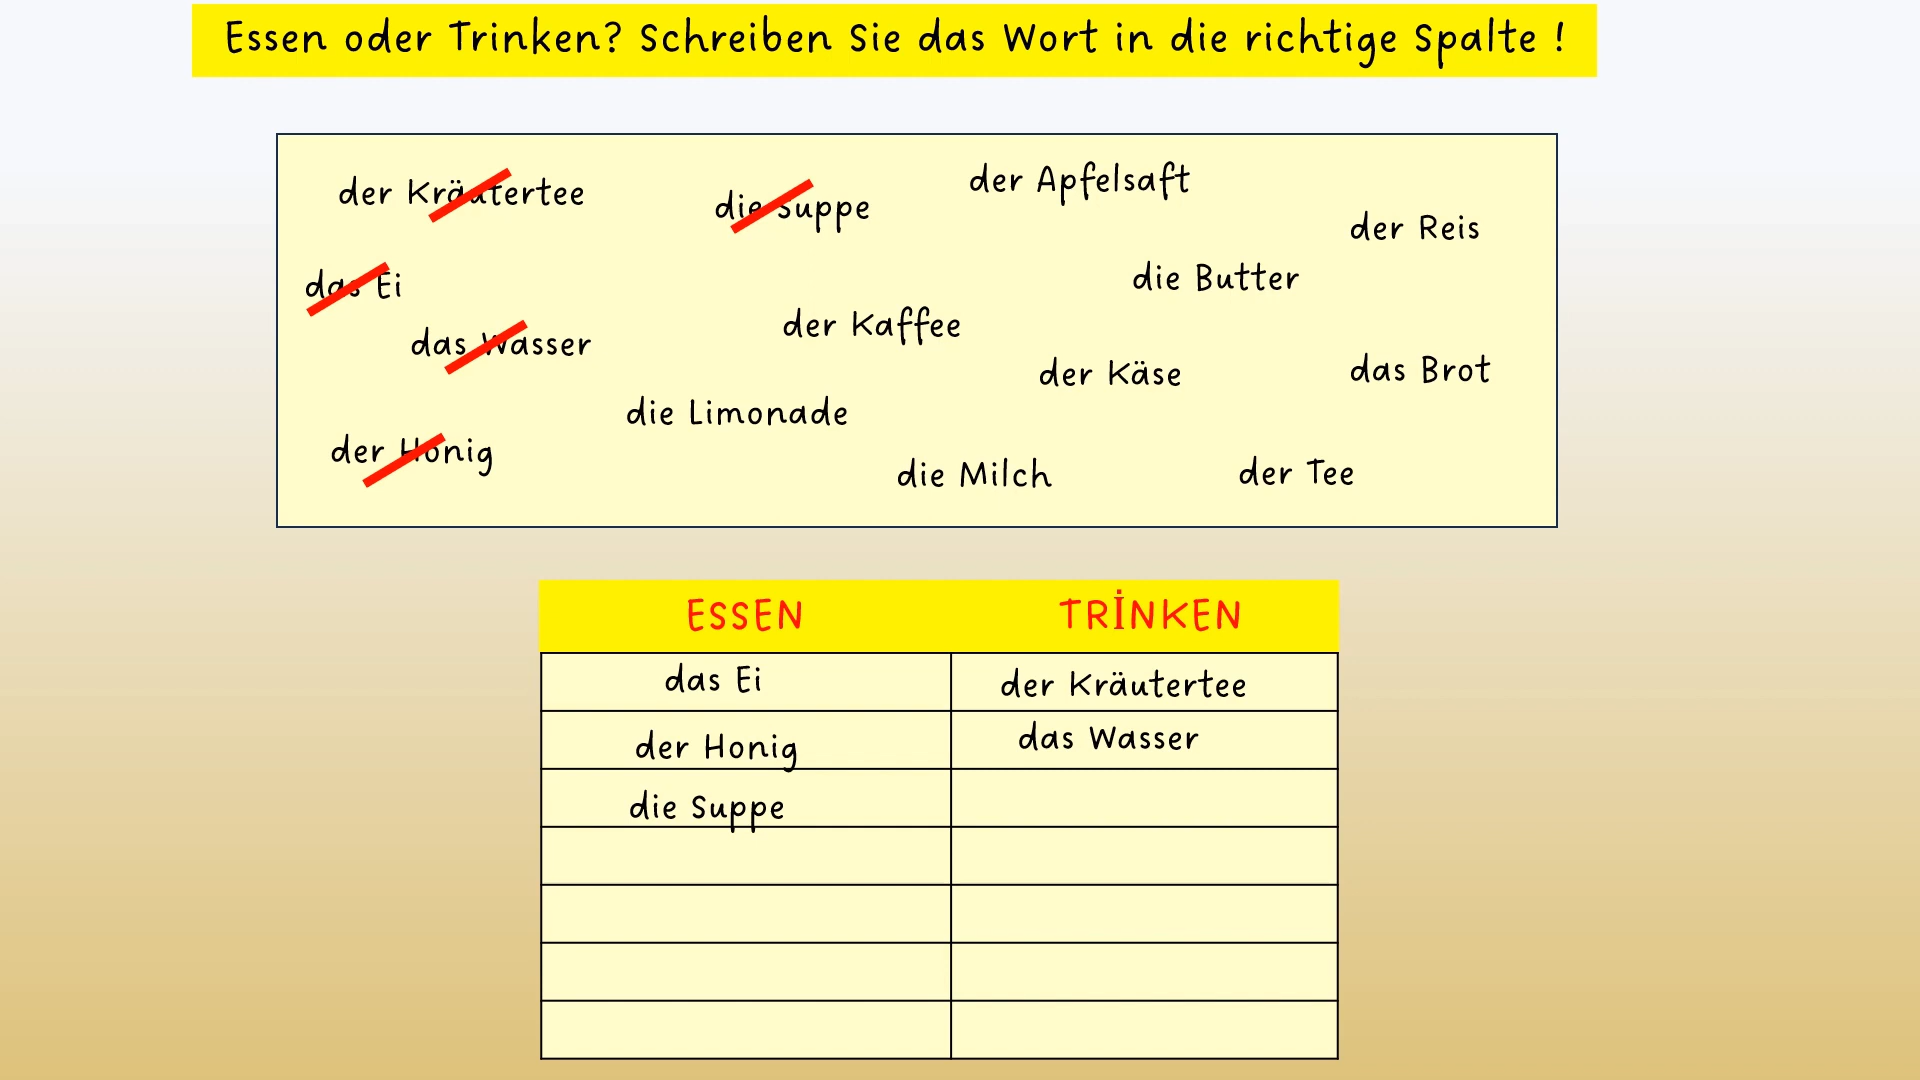 Essen oder Trinken? Schreiben Sie das Wort in die richtige Spalte !
der Kräutertee
die Suppe
der Apfelsaft
der Reis
das Ei
die Butter
das Wasser
der Kaffee
der Käse
das Brot
die Limonade
der Honig
die Milch
der Tee
ESSEN TRİNKEN
das Ei der Kräutertee
der Honig das Wasser
die Suppe